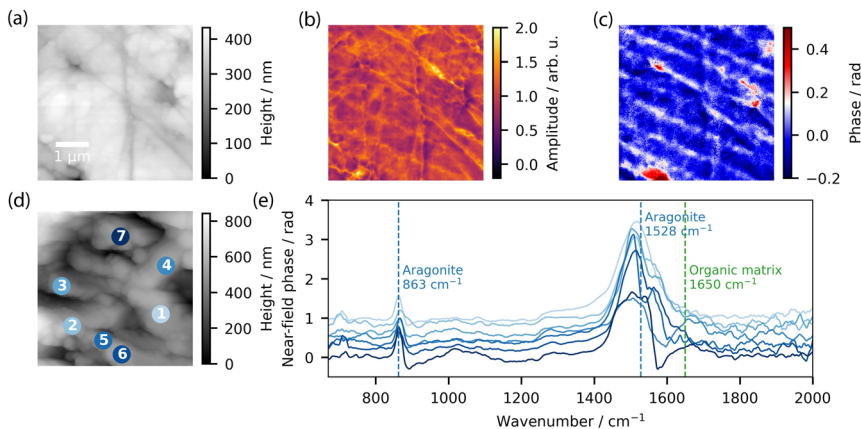 (a)
400
300
200
100
0
Height / nm
1 μm
(b)
2.0
1.5
1.0
0.5
0.0
Amplitude / arb. u.
(c)
0.4
0.2
0.0
−0.2
Phase / rad
(d)
7
4
3
1
2
5
6
800
600
400
200
0
Height / nm
(e)
4
3
2
1
0
Near-field phase / rad
Aragonite
863 cm⁻¹
Aragonite
1528 cm⁻¹
Organic matrix
1650 cm⁻¹
800 1000 1200 1400 1600 1800 2000
Wavenumber / cm⁻¹